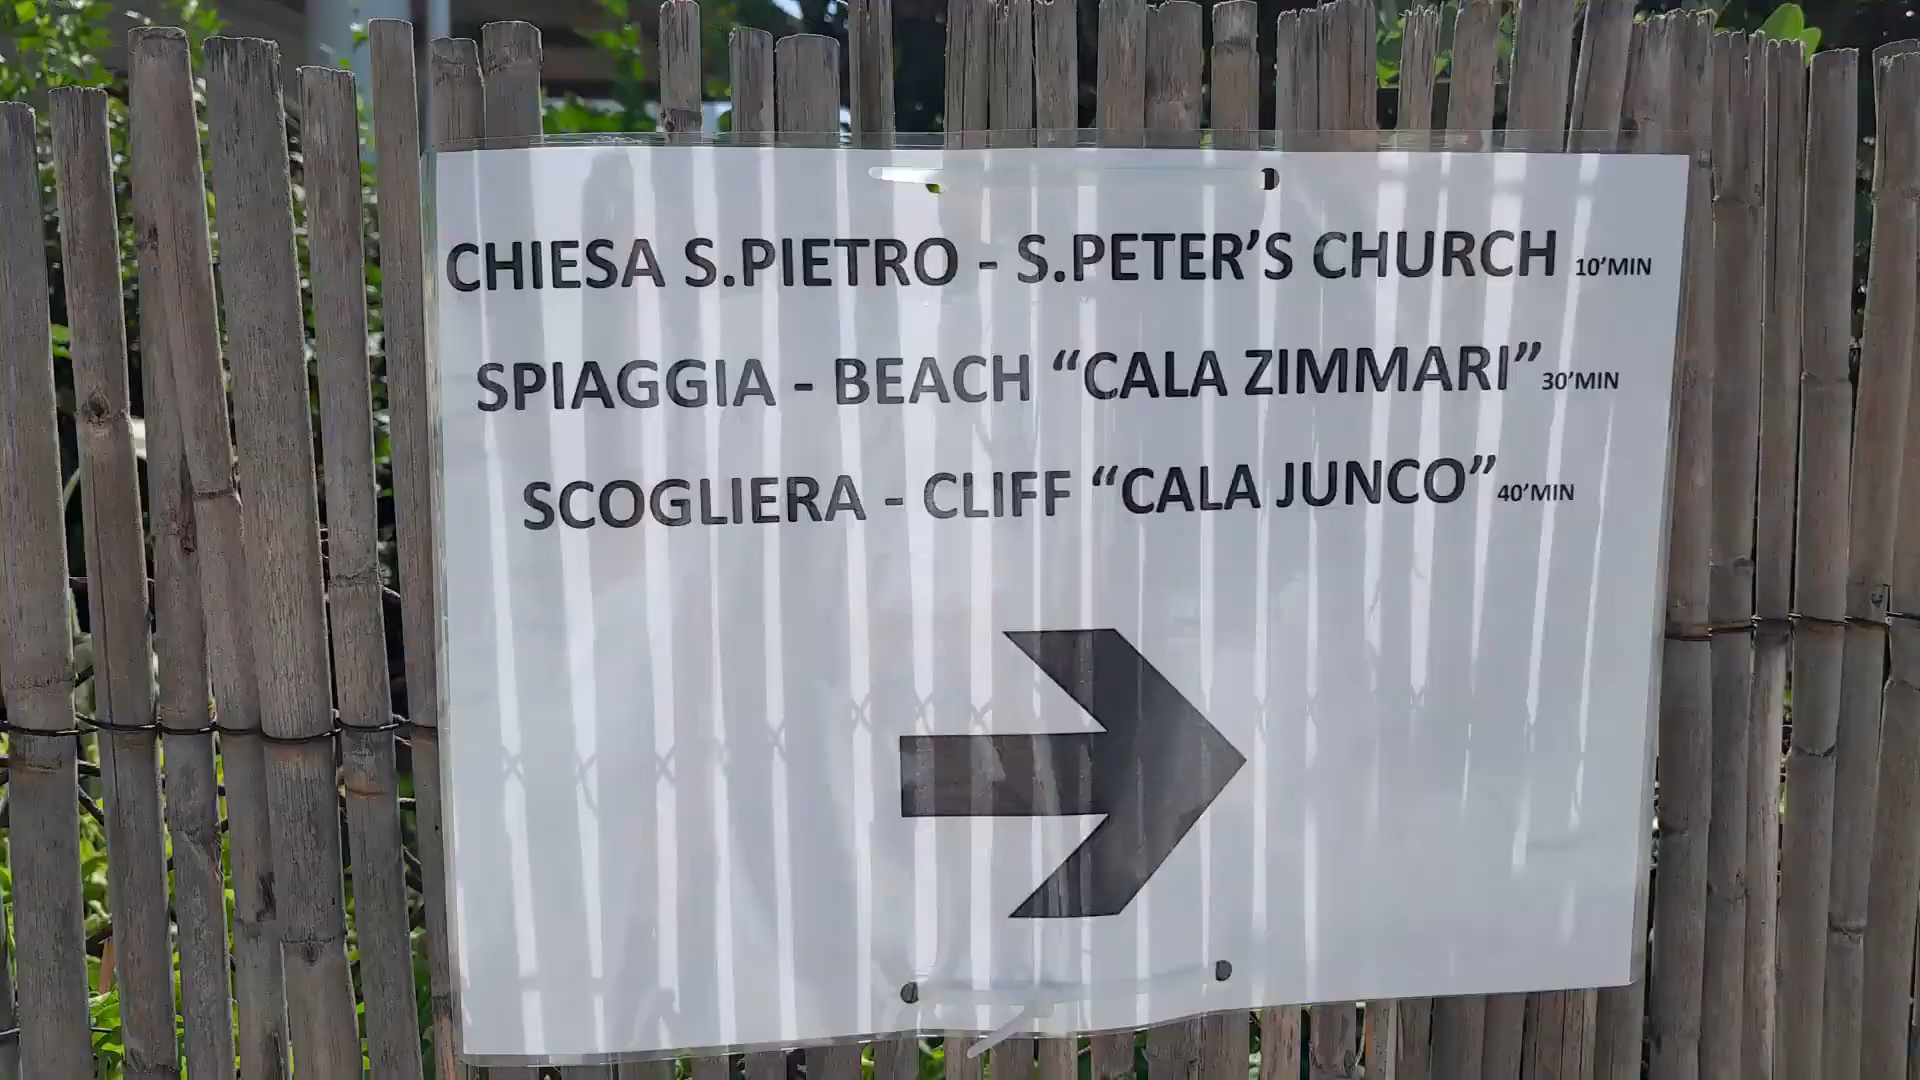 CHIESA S.PIETRO - S.PETER’S CHURCH 10’MIN
SPIAGGIA - BEACH “CALA ZIMMARI” 30’MIN
SCOGLIERA - CLIFF “CALA JUNCO” 40’MIN